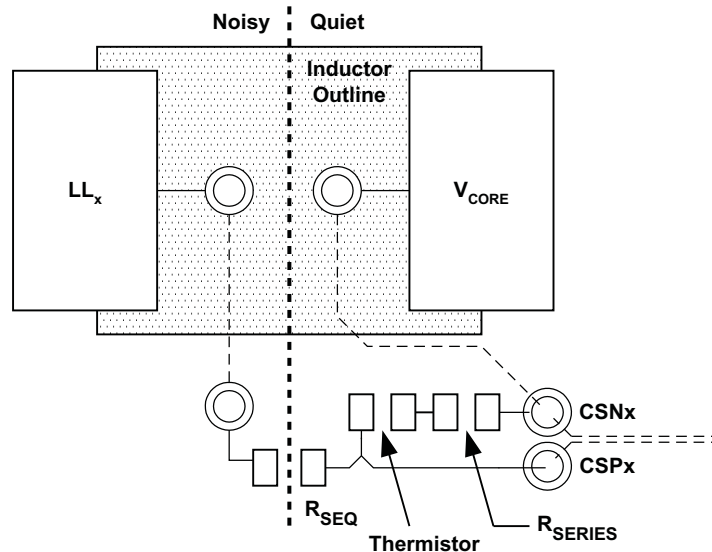 Noisy Quiet
Inductor
Outline
LLx
VCORE
CSNx
CSPx
RSEQ
RSERIES
Thermistor